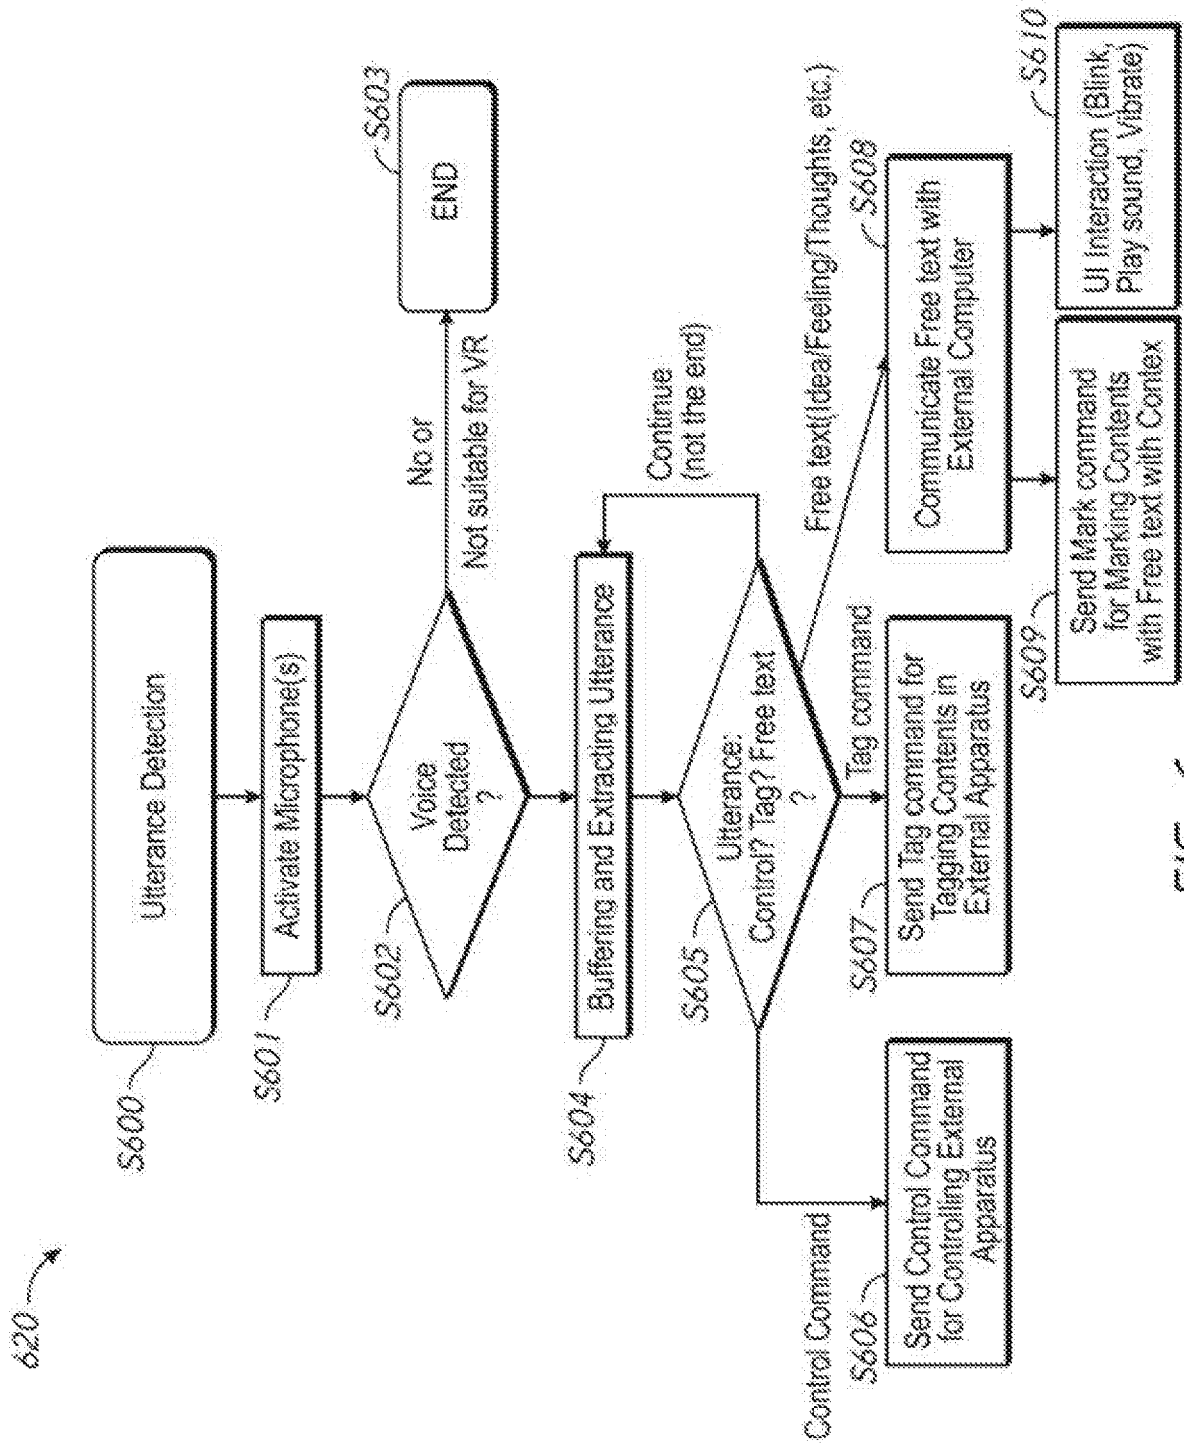 620
S600
Utterance Detection
S601
Activate Microphone(s)
S602
Voice
Detected
?
No or
Not suitable for VR
S603
END
S604
Buffering and Extracting Utterance
Continue
(not the end)
S605
Utterance:
Control? Tag? Free text
?
Control Command
Tag command
Free text(Idea/Feeling/Thoughts, etc.)
S606
Send Control Command
for Controlling External
Apparatus
S607
Send Tag command for
Tagging Contents in
External Apparatus
S608
Communicate Free text with
External Computer
S609
Send Mark command
for Marking Contents
with Free text with Contex
S610
UI Interaction (Blink,
Play sound, Vibrate)